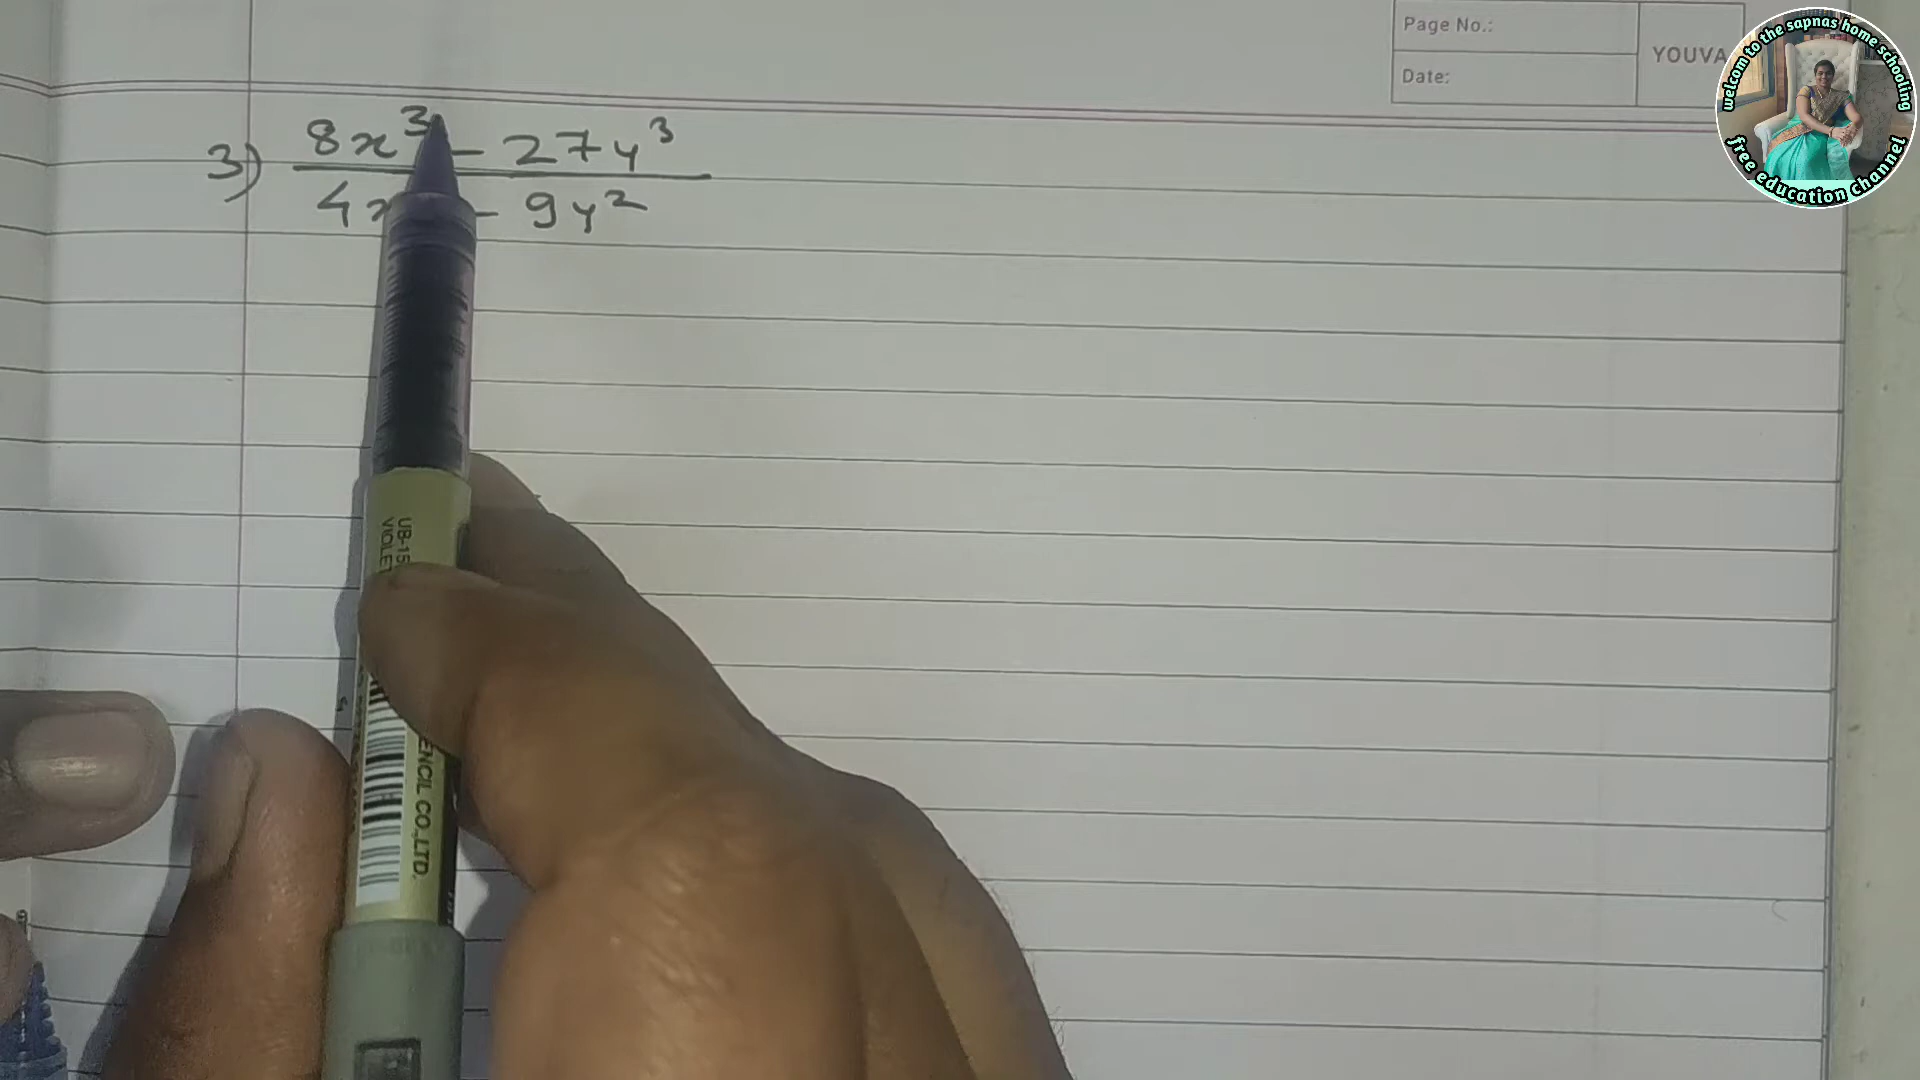 Page No.:
Date:
YOUVA
welcom to the sapnas home schooling
free education channel
3) 8x³ - 27y³
4x - 9y²
UB-15
VIOLET
ENCIL CO.,LTD.